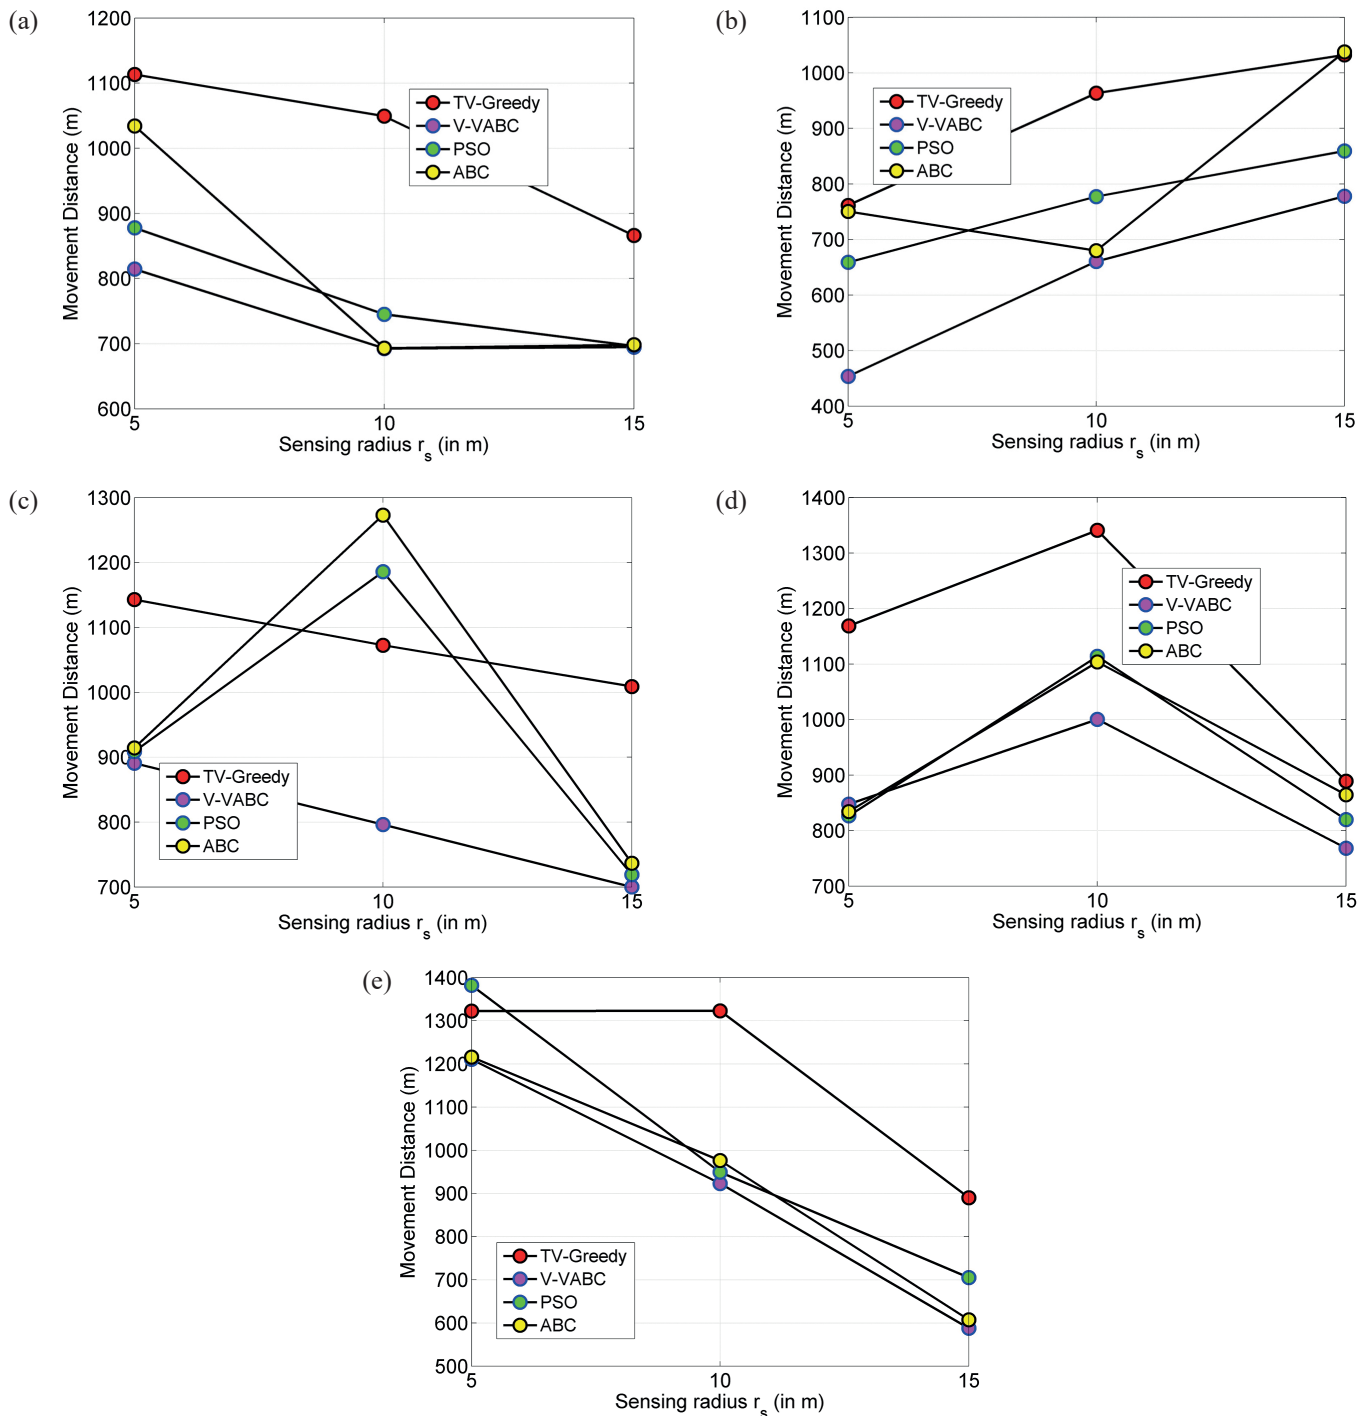 (a)
1200
1100
1000
900
800
700
600
5
10
15
Movement Distance (m)
Sensing radius r_s (in m)
TV-Greedy
V-VABC
PSO
ABC
(b)
1100
1000
900
800
700
600
500
400
5
10
15
Movement Distance (m)
Sensing radius r_s (in m)
TV-Greedy
V-VABC
PSO
ABC
(c)
1300
1200
1100
1000
900
800
700
5
10
15
Movement Distance (m)
Sensing radius r_s (in m)
TV-Greedy
V-VABC
PSO
ABC
(d)
1400
1300
1200
1100
1000
900
800
700
5
10
15
Movement Distance (m)
Sensing radius r_s (in m)
TV-Greedy
V-VABC
PSO
ABC
(e)
1400
1300
1200
1100
1000
900
800
700
600
500
5
10
15
Movement Distance (m)
Sensing radius r_s (in m)
TV-Greedy
V-VABC
PSO
ABC